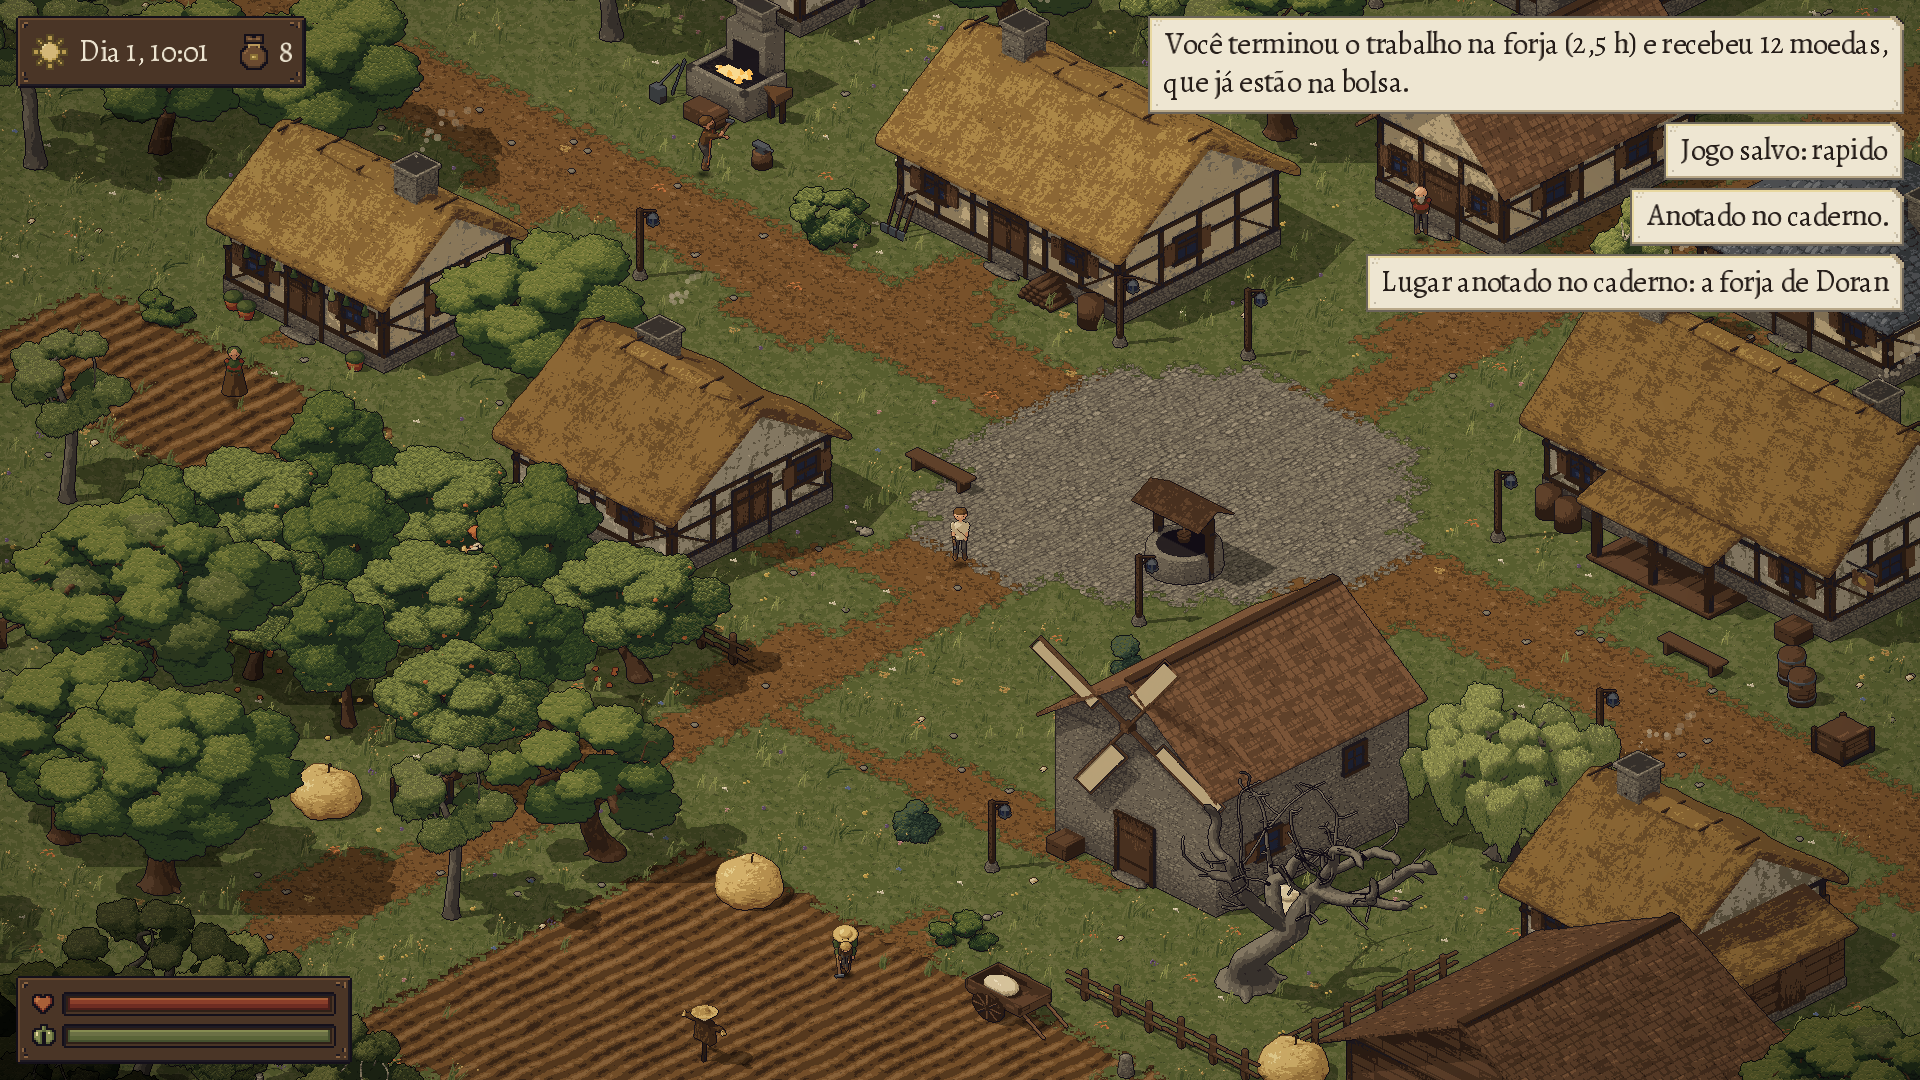 Dia 1, 10:01
8
Você terminou o trabalho na forja (2,5 h) e recebeu 12 moedas,
que já estão na bolsa.
Jogo salvo: rapido
Anotado no caderno.
Lugar anotado no caderno: a forja de Doran